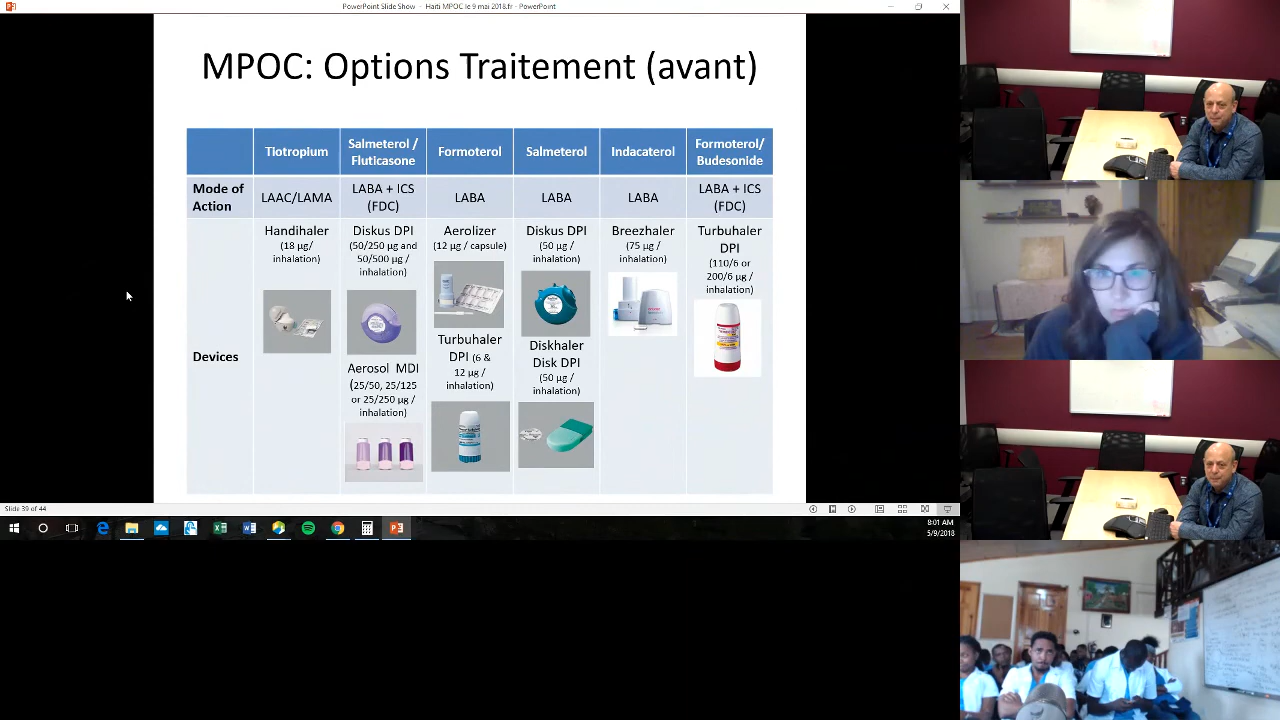 PowerPoint Slide Show - Haiti MPOC le 9 mai 2018.fr - PowerPoint
MPOC: Options Traitement (avant)
Tiotropium
Salmeterol /
Fluticasone
Formoterol
Salmeterol
Indacaterol
Formoterol/
Budesonide
Mode of
Action
LAAC/LAMA
LABA + ICS
(FDC)
LABA
LABA
LABA
LABA + ICS
(FDC)
Devices
Handihaler
(18 µg/
inhalation)
Diskus DPI
(50/250 µg and
50/500 µg /
inhalation)
Aerosol MDI
(25/50, 25/125
or 25/250 µg /
inhalation)
Aerolizer
(12 µg / capsule)
Turbuhaler
DPI (6 &
12 µg /
inhalation)
Diskus DPI
(50 µg /
inhalation)
Diskhaler
Disk DPI
(50 µg /
inhalation)
Breezhaler
(75 µg /
inhalation)
Turbuhaler
DPI
(110/6 or
200/6 µg /
inhalation)
Slide 39 of 44
8:01 AM
5/9/2018